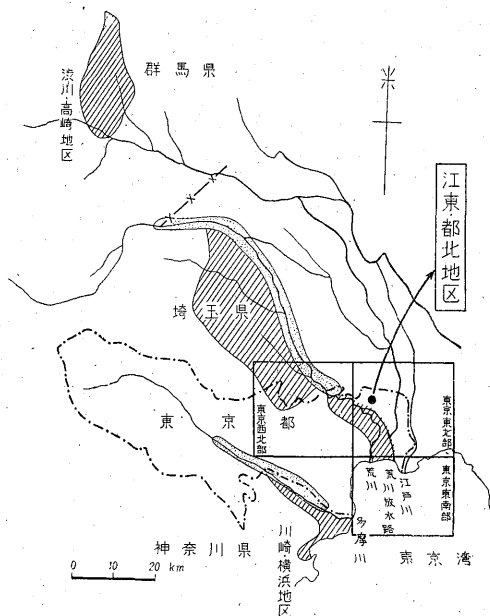 群馬県
渋川・高崎地区
江東・都北地区
埼玉県
東京都
東京西北部
東京東北部
東京東南部
荒川
荒川放水路
江戸川
多摩川
東京湾
神奈川県
川崎・横浜地区
0 10 20 km